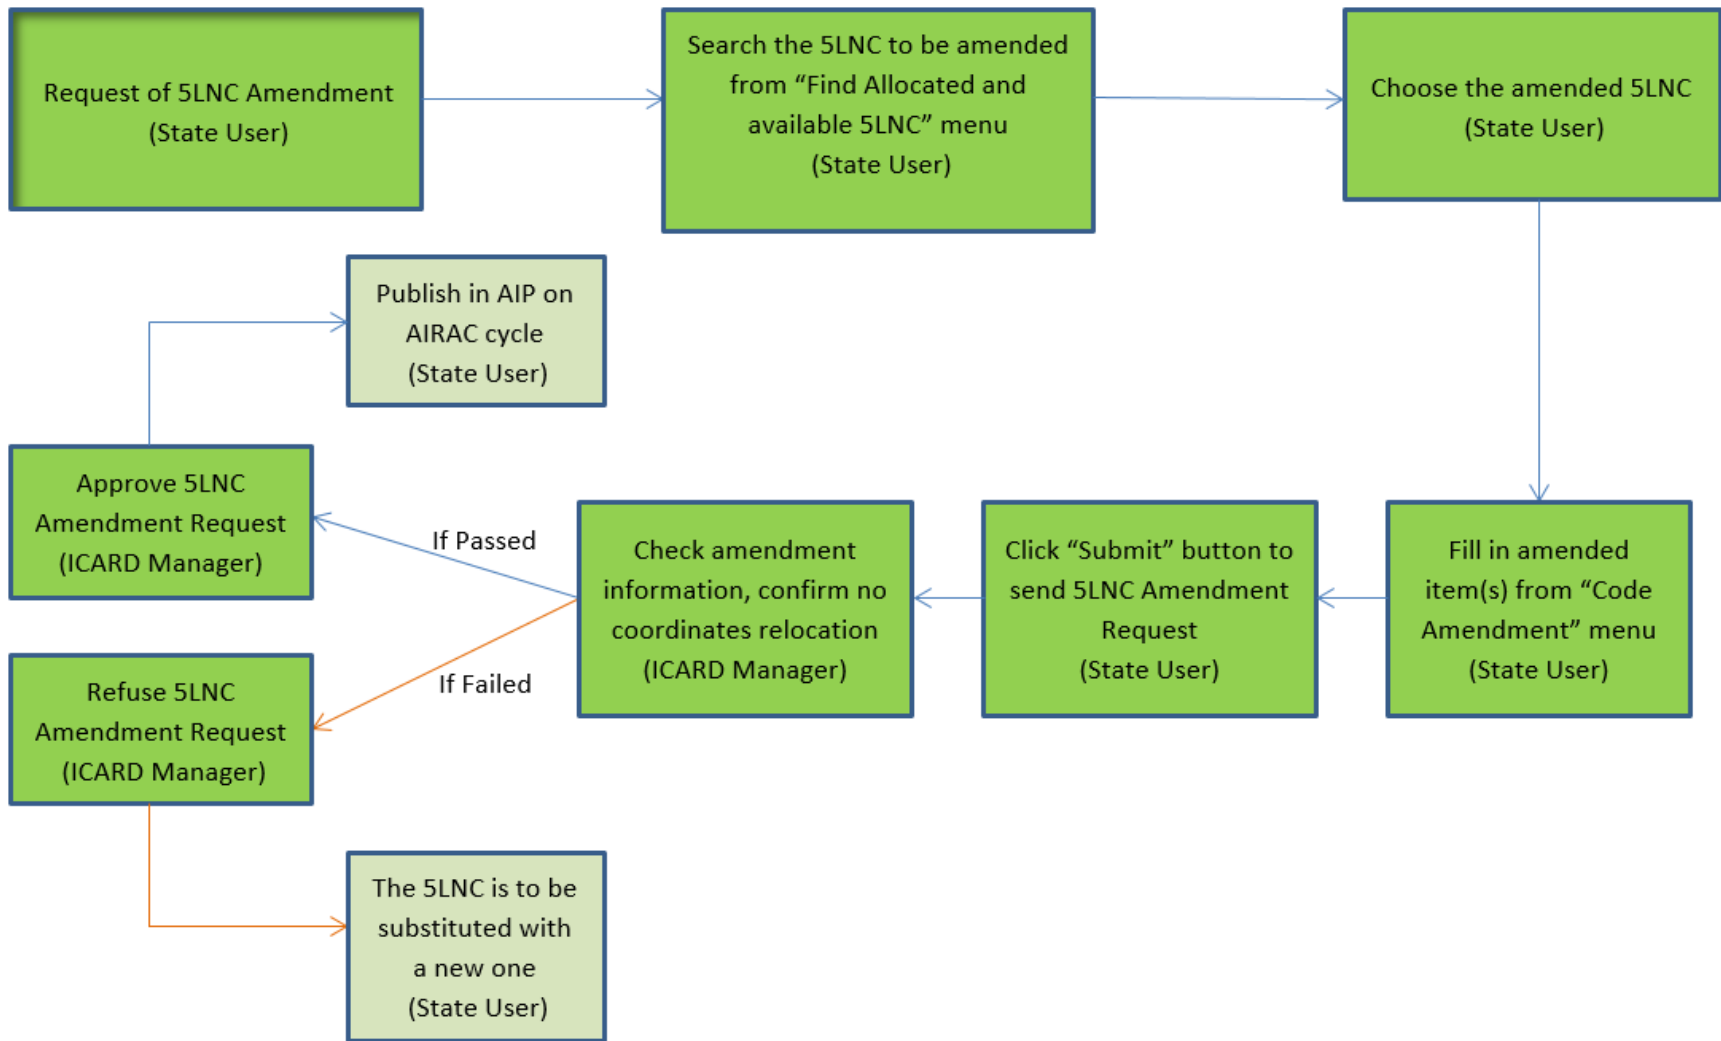 Request of 5LNC Amendment
(State User)
Search the 5LNC to be amended
from “Find Allocated and
available 5LNC” menu
(State User)
Choose the amended 5LNC
(State User)
Publish in AIP on
AIRAC cycle
(State User)
Approve 5LNC
Amendment Request
(ICARD Manager)
If Passed
Check amendment
information, confirm no
coordinates relocation
(ICARD Manager)
Click “Submit” button to
send 5LNC Amendment
Request
(State User)
Fill in amended
item(s) from “Code
Amendment” menu
(State User)
If Failed
Refuse 5LNC
Amendment Request
(ICARD Manager)
The 5LNC is to be
substituted with
a new one
(State User)